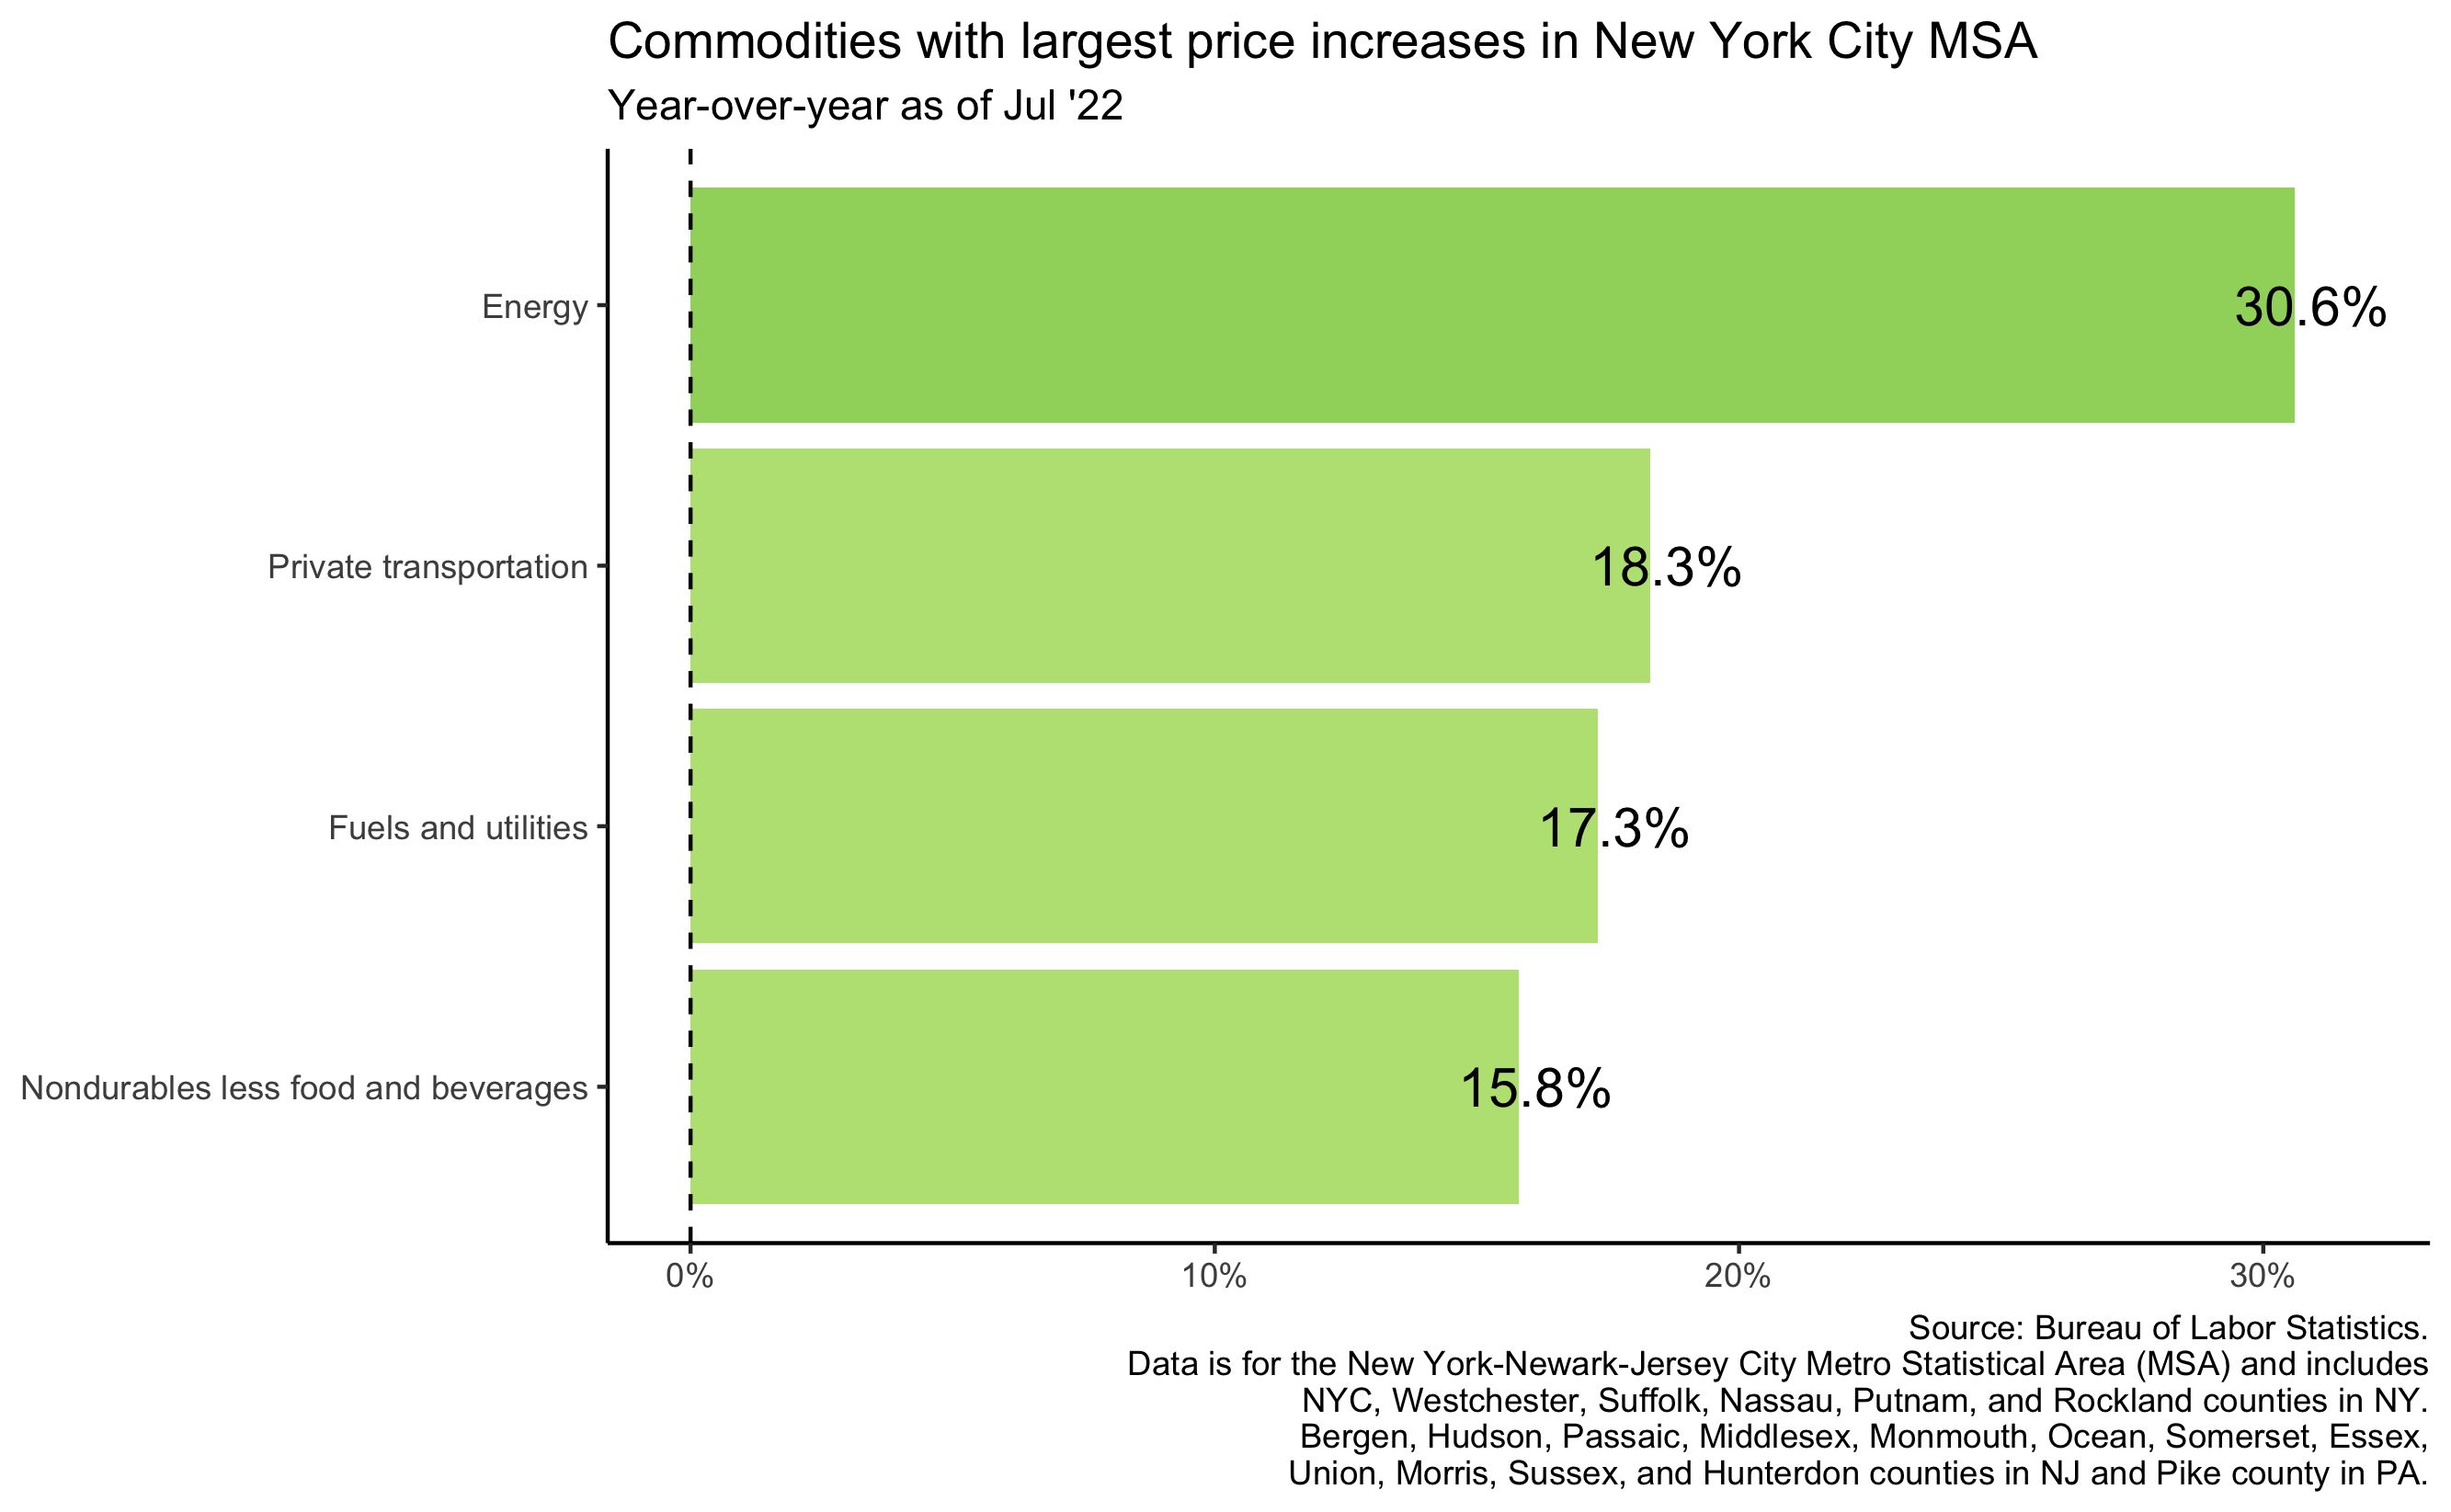 Commodities with largest price increases in New York City MSA
Year-over-year as of Jul '22
Energy
30.6%
Private transportation
18.3%
Fuels and utilities
17.3%
Nondurables less food and beverages
15.8%
0%
10%
20%
30%
Source: Bureau of Labor Statistics.
Data is for the New York-Newark-Jersey City Metro Statistical Area (MSA) and includes
NYC, Westchester, Suffolk, Nassau, Putnam, and Rockland counties in NY.
Bergen, Hudson, Passaic, Middlesex, Monmouth, Ocean, Somerset, Essex,
Union, Morris, Sussex, and Hunterdon counties in NJ and Pike county in PA.